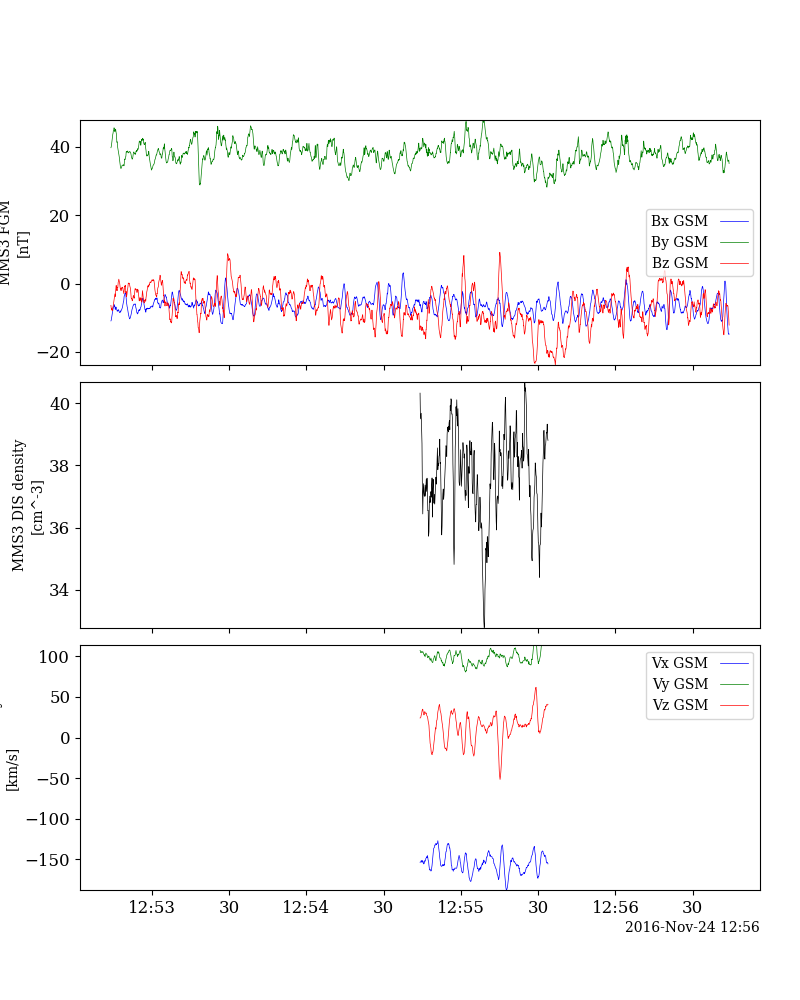 40
20
0
−20
MMS3 FGM
[nT]
Bx GSM
By GSM
Bz GSM
40
38
36
34
MMS3 DIS density
[cm^-3]
100
50
0
−50
−100
−150
[km/s]
Vx GSM
Vy GSM
Vz GSM
12:53 30 12:54 30 12:55 30 12:56 30
2016-Nov-24 12:56